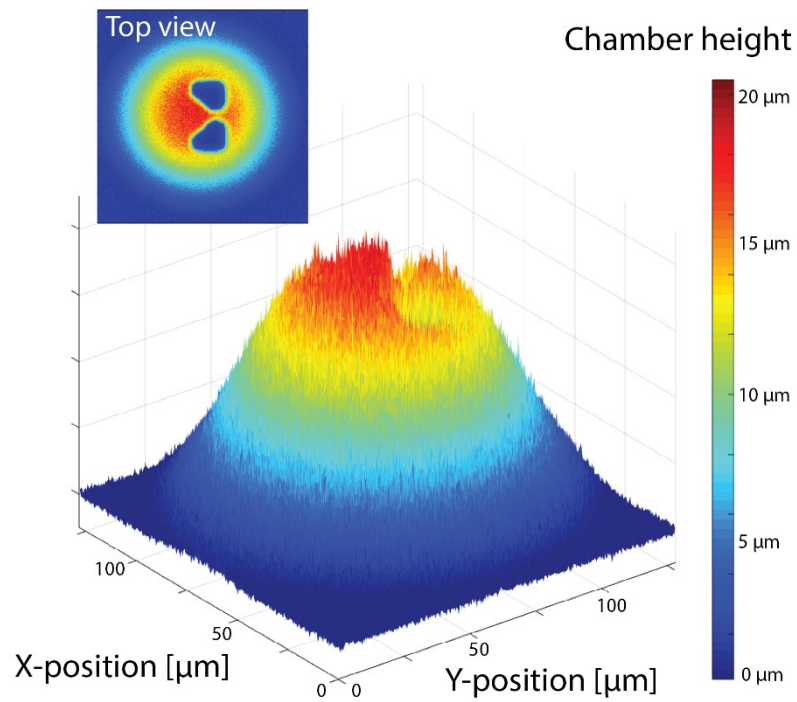 Top view
Chamber height
20 µm
15 µm
10 µm
5 µm
0 µm
100
50
0
X-position [µm]
0
50
100
Y-position [µm]